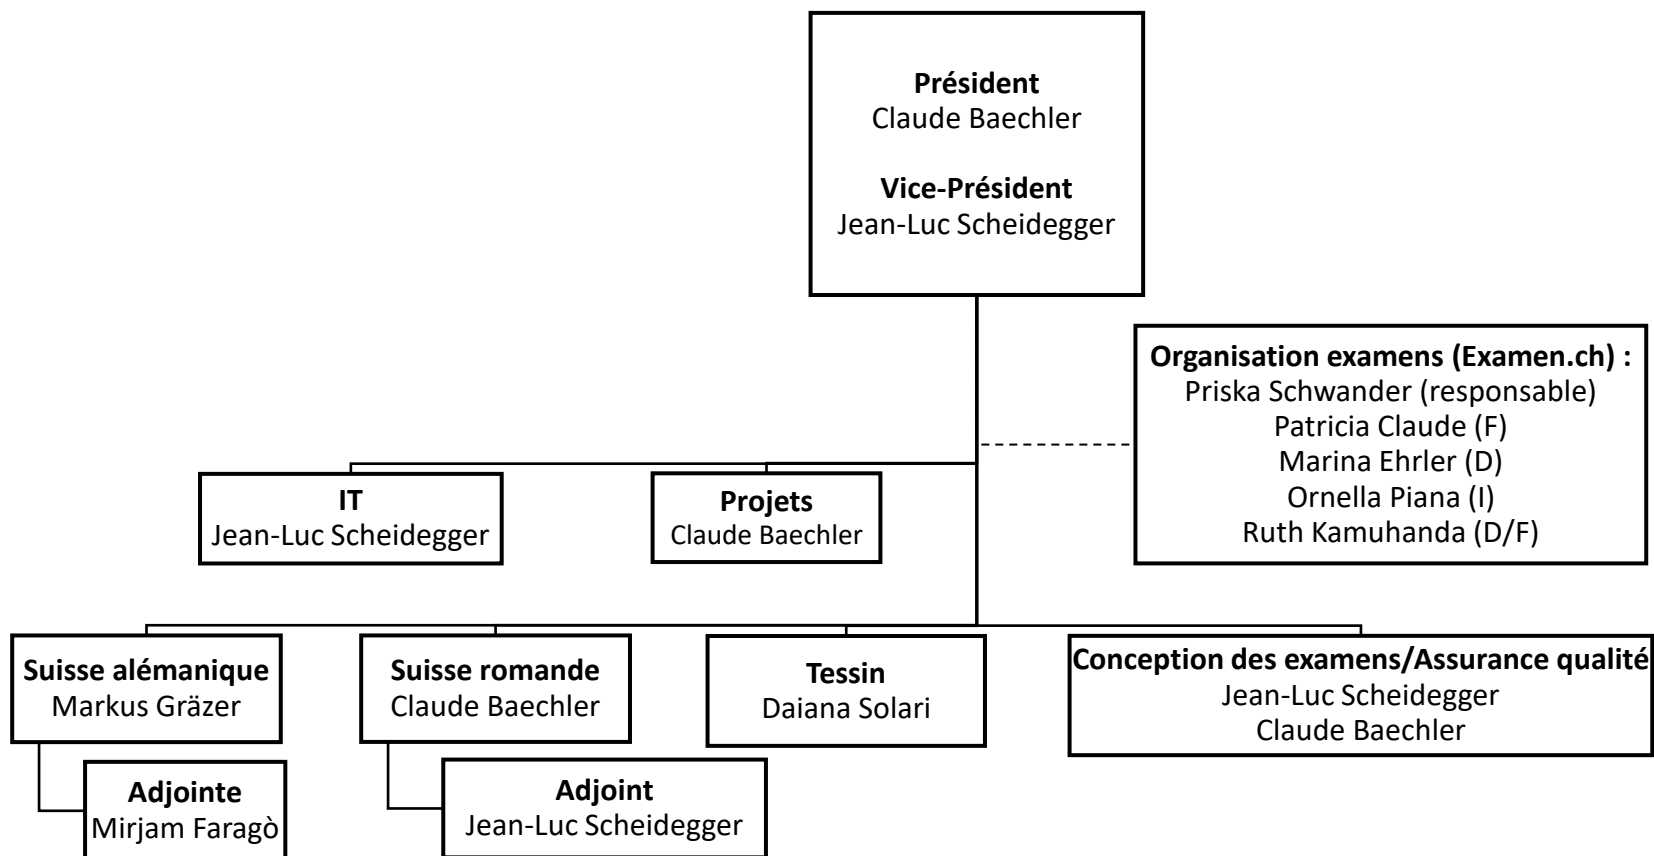 Président
Claude Baechler
Vice-Président
Jean-Luc Scheidegger
Organisation examens (Examen.ch) :
Priska Schwander (responsable)
Patricia Claude (F)
Marina Ehrler (D)
Ornella Piana (I)
Ruth Kamuhanda (D/F)
IT
Jean-Luc Scheidegger
Projets
Claude Baechler
Suisse alémanique
Markus Gräzer
Suisse romande
Claude Baechler
Tessin
Daiana Solari
Conception des examens/Assurance qualité
Jean-Luc Scheidegger
Claude Baechler
Adjointe
Mirjam Faragò
Adjoint
Jean-Luc Scheidegger